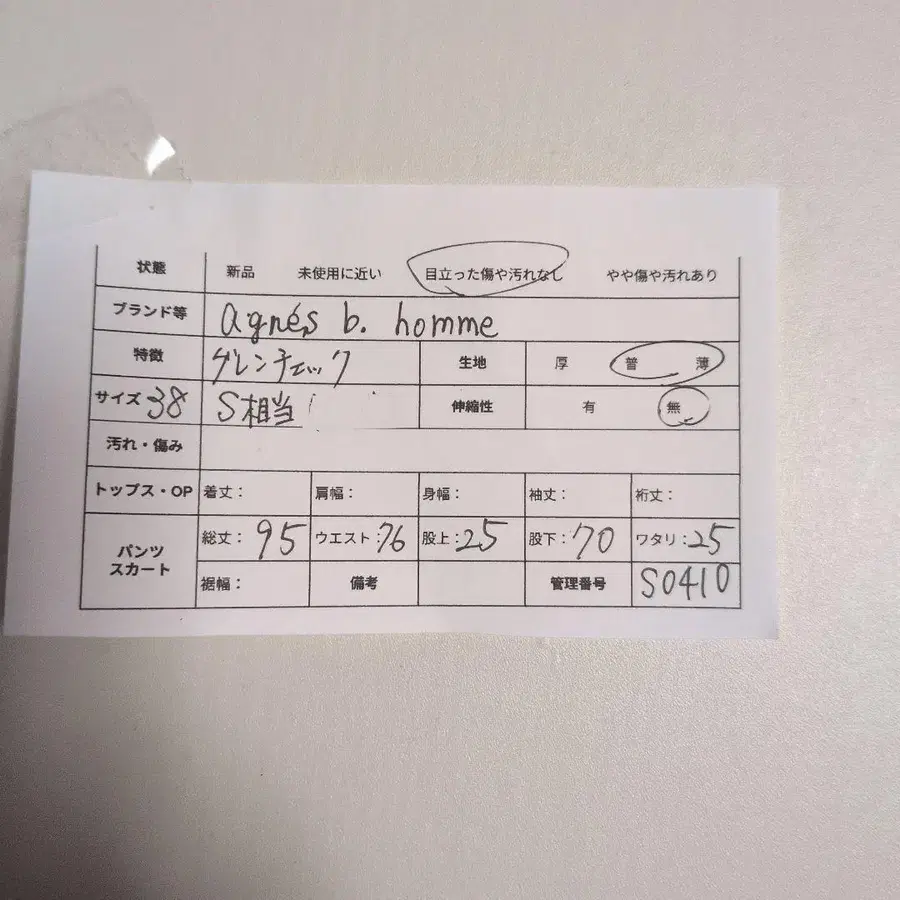 状態 新品 未使用に近い 目立った傷や汚れなし やや傷や汚れあり
ブランド等 agnés b. homme
特徴 グレンチェック 生地 厚 普 薄
サイズ 38 S相当 伸縮性 有 無
汚れ・傷み
トップス・OP 着丈： 肩幅： 身幅： 袖丈： 裄丈：
パンツ スカート 総丈：95 ウエスト：76 股上：25 股下：70 ワタリ：25
裾幅： 備考 管理番号 S0410